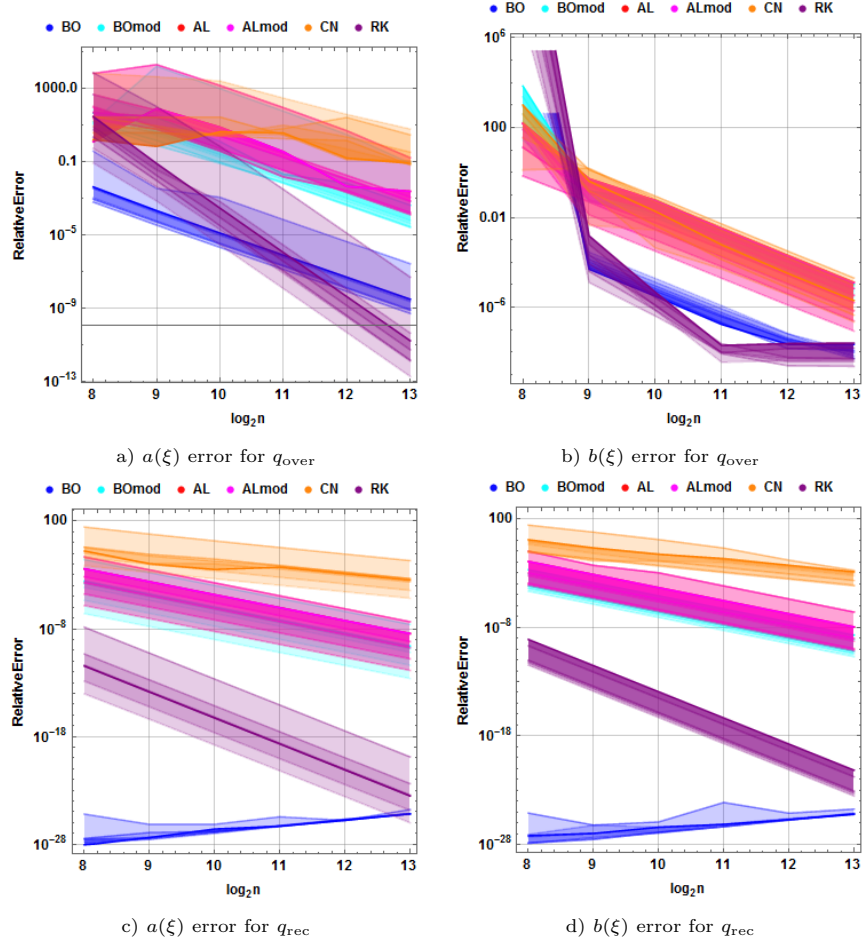 BO BOmod AL ALmod CN RK
1000.0
0.1
10⁻⁵
10⁻⁹
10⁻¹³
RelativeError
8 9 10 11 12 13
log₂n
a) a(ξ) error for q_over
BO BOmod AL ALmod CN RK
10⁶
100
0.01
10⁻⁶
RelativeError
8 9 10 11 12 13
log₂n
b) b(ξ) error for q_over
BO BOmod AL ALmod CN RK
100
10⁻⁸
10⁻¹⁸
10⁻²⁸
RelativeError
8 9 10 11 12 13
log₂n
c) a(ξ) error for q_rec
BO BOmod AL ALmod CN RK
100
10⁻⁸
10⁻¹⁸
10⁻²⁸
RelativeError
8 9 10 11 12 13
log₂n
d) b(ξ) error for q_rec